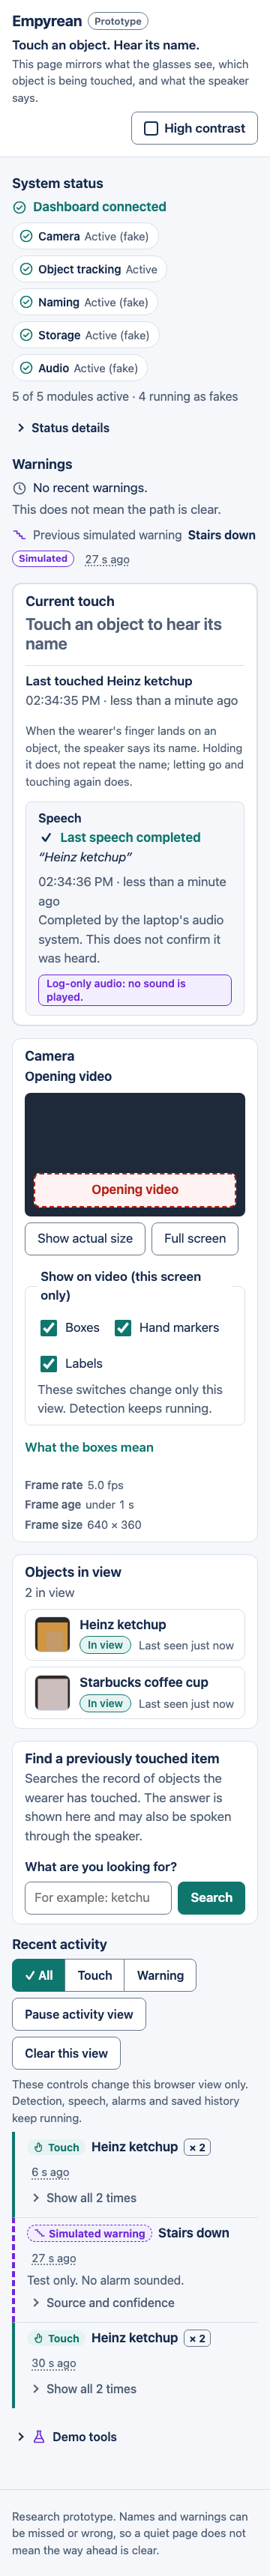 Empyrean Prototype
Touch an object. Hear its name.
This page mirrors what the glasses see, which
object is being touched, and what the speaker
says.
High contrast
System status
Dashboard connected
Camera Active (fake)
Object tracking Active
Naming Active (fake)
Storage Active (fake)
Audio Active (fake)
5 of 5 modules active · 4 running as fakes
Status details
Warnings
No recent warnings.
This does not mean the path is clear.
Previous simulated warning Stairs down
Simulated 27 s ago
Current touch
Touch an object to hear its
name
Last touched Heinz ketchup
02:34:35 PM · less than a minute ago
When the wearer's finger lands on an
object, the speaker says its name. Holding
it does not repeat the name; letting go and
touching again does.
Speech
Last speech completed
“Heinz ketchup”
02:34:36 PM · less than a minute
ago
Completed by the laptop's audio
system. This does not confirm it
was heard.
Log-only audio: no sound is
played.
Camera
Opening video
Opening video
Show actual size Full screen
Show on video (this screen
only)
Boxes Hand markers
Labels
These switches change only this
view. Detection keeps running.
What the boxes mean
Frame rate 5.0 fps
Frame age under 1 s
Frame size 640 × 360
Objects in view
2 in view
Heinz ketchup
In view Last seen just now
Starbucks coffee cup
In view Last seen just now
Find a previously touched item
Searches the record of objects the
wearer has touched. The answer is
shown here and may also be spoken
through the speaker.
What are you looking for?
For example: ketchu Search
Recent activity
All Touch Warning
Pause activity view
Clear this view
These controls change this browser view only.
Detection, speech, alarms and saved history
keep running.
Touch Heinz ketchup × 2
6 s ago
Show all 2 times
Simulated warning Stairs down
27 s ago
Test only. No alarm sounded.
Source and confidence
Touch Heinz ketchup × 2
30 s ago
Show all 2 times
Demo tools
Research prototype. Names and warnings can
be missed or wrong, so a quiet page does not
mean the way ahead is clear.